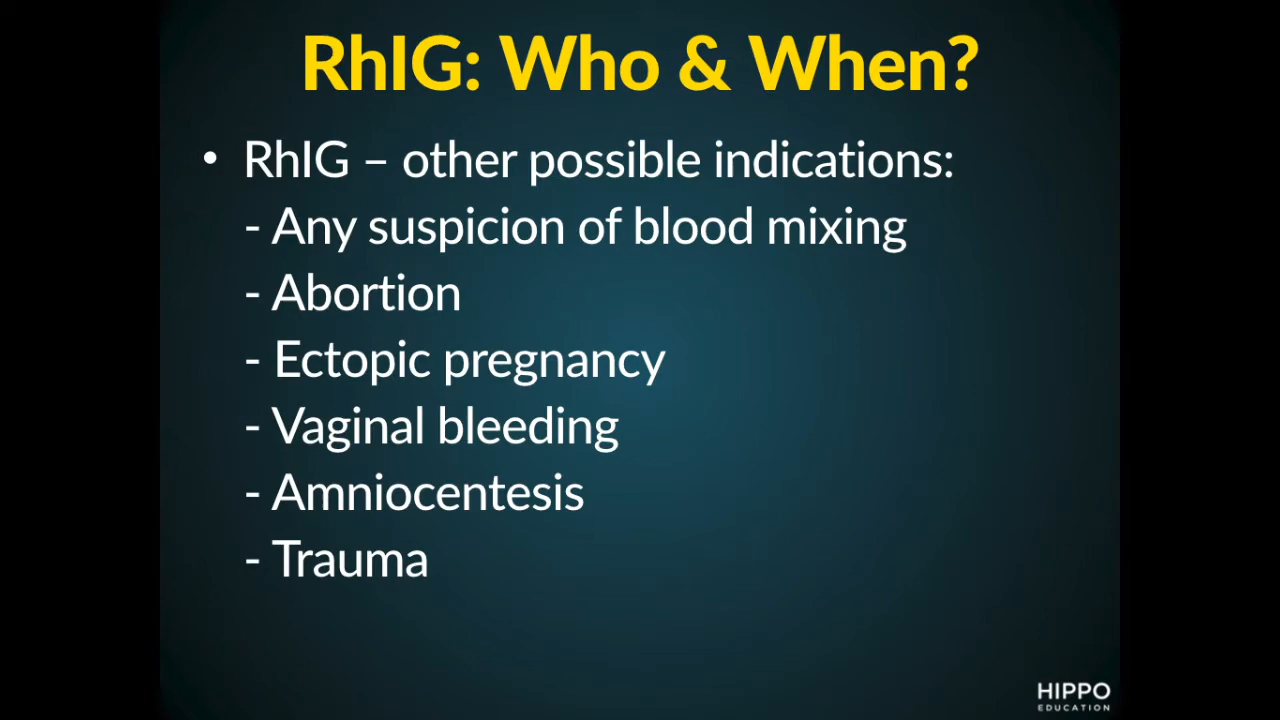 RhIG: Who & When?
• RhIG – other possible indications:
- Any suspicion of blood mixing
- Abortion
- Ectopic pregnancy
- Vaginal bleeding
- Amniocentesis
- Trauma
HIPPO
EDUCATION